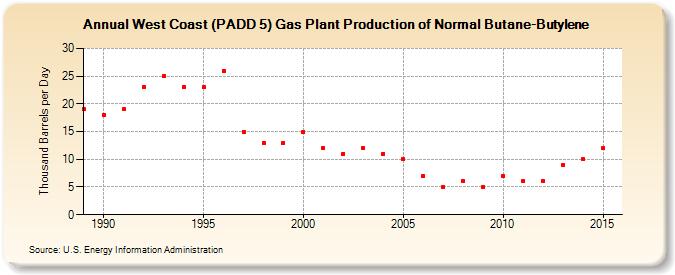 Annual West Coast (PADD 5) Gas Plant Production of Normal Butane-Butylene
Thousand Barrels per Day
30
25
20
15
10
5
0
1990 1995 2000 2005 2010 2015
Source: U.S. Energy Information Administration